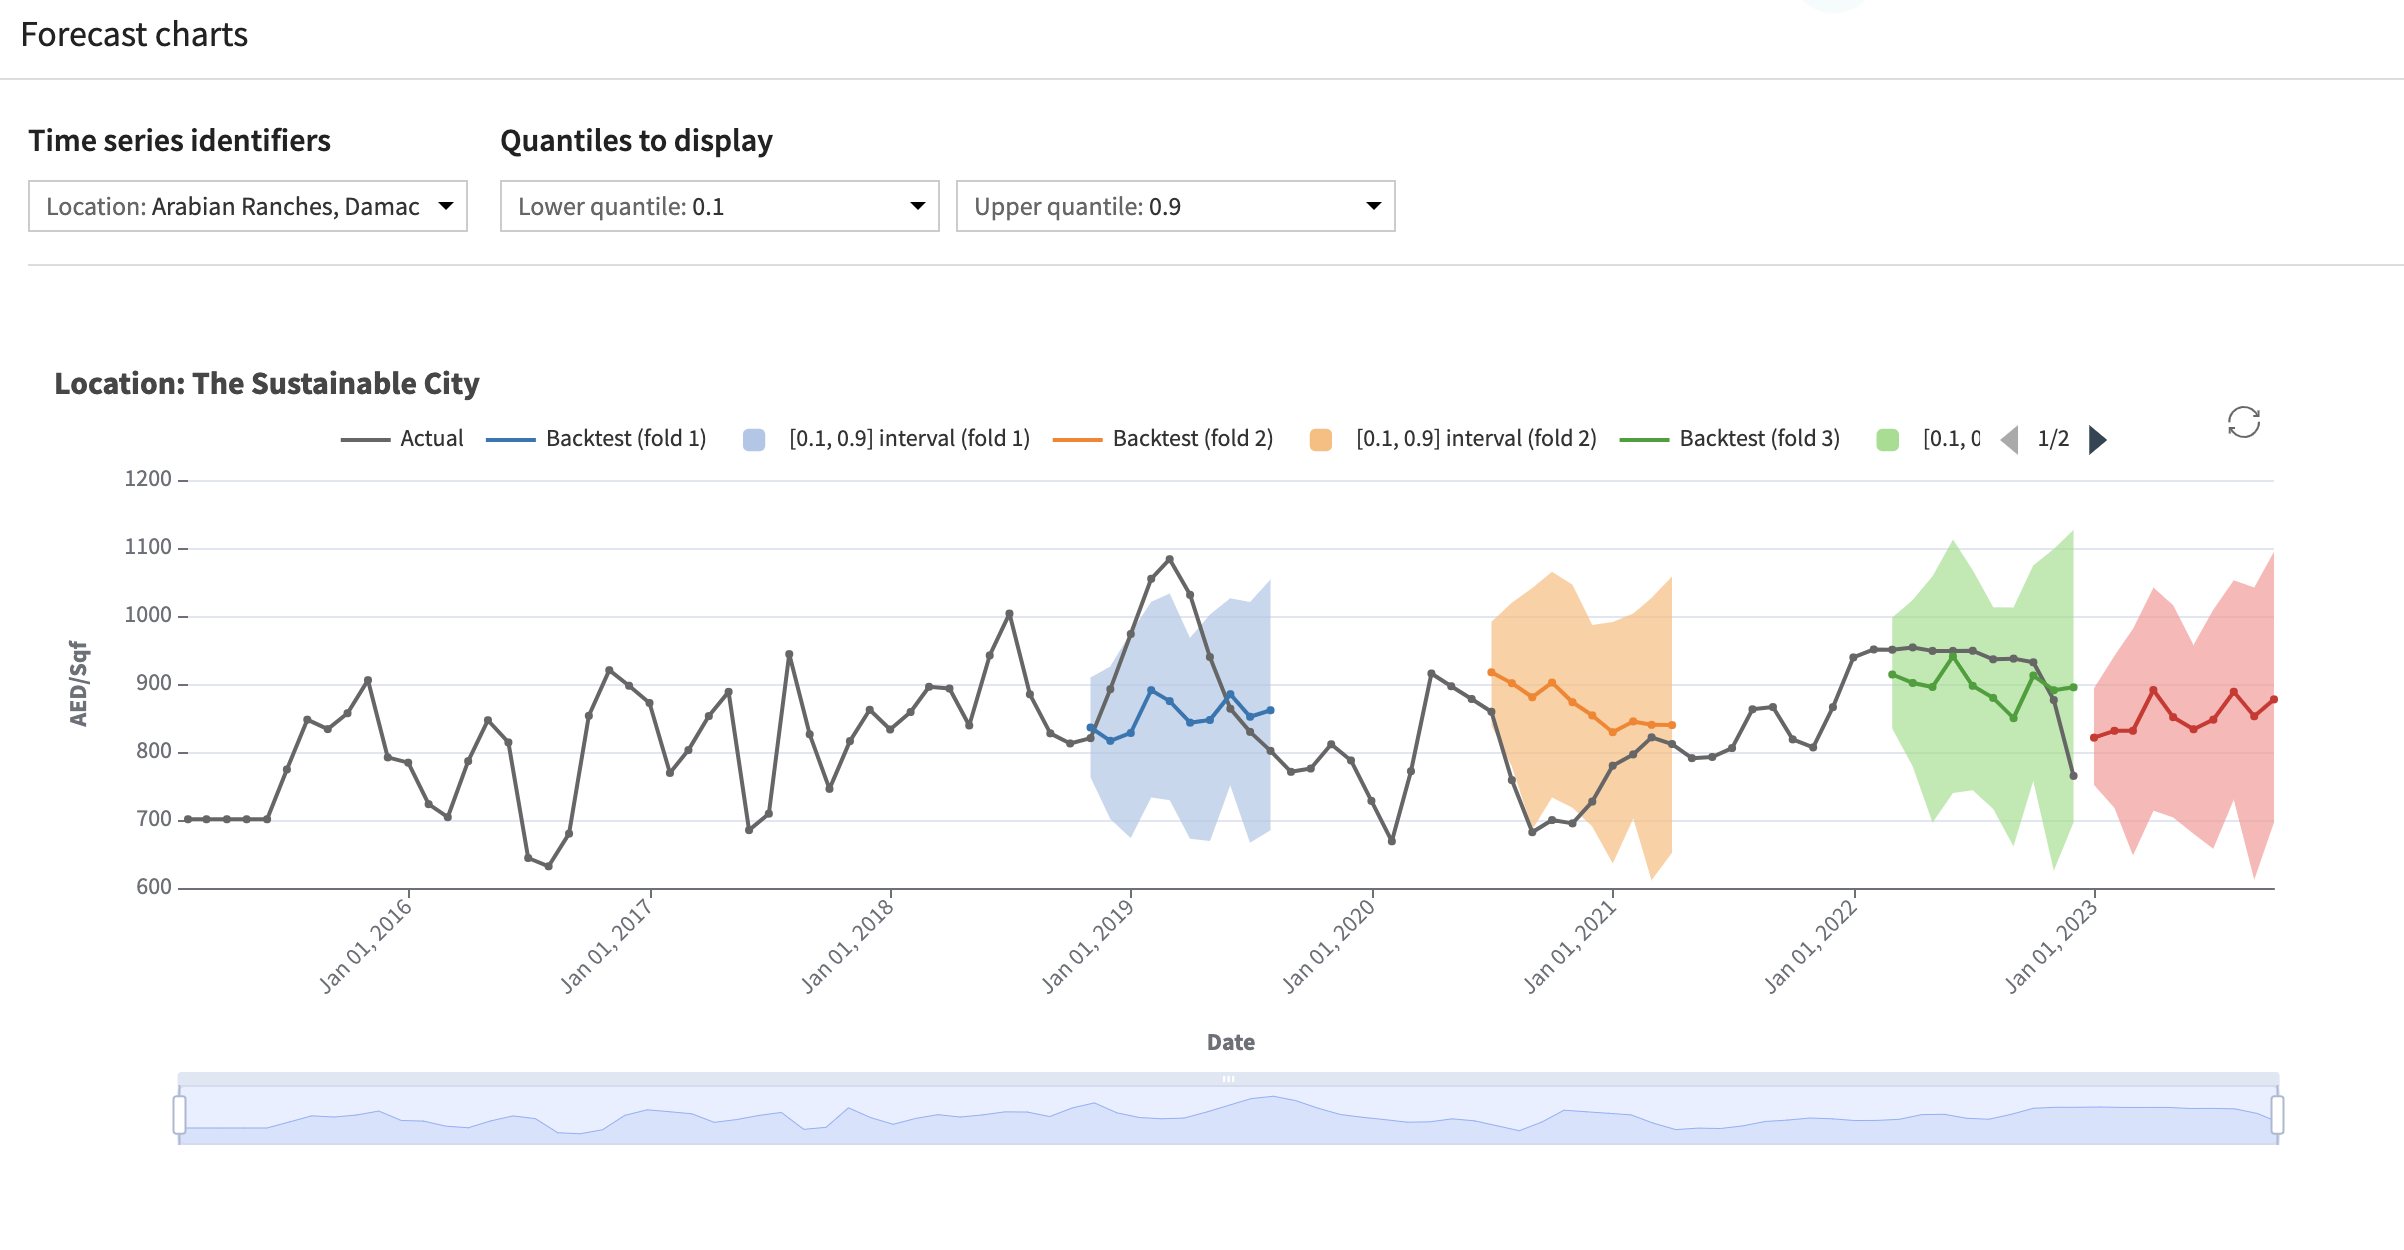 Forecast charts
Time series identifiers Quantiles to display
Location: Arabian Ranches, Damac Lower quantile: 0.1 Upper quantile: 0.9
Location: The Sustainable City
Actual Backtest (fold 1) [0.1, 0.9] interval (fold 1) Backtest (fold 2) [0.1, 0.9] interval (fold 2) Backtest (fold 3) [0.1, 0 1/2
1200
1100
1000
900
800
700
600
AED/Sqf
Jan 01, 2016 Jan 01, 2017 Jan 01, 2018 Jan 01, 2019 Jan 01, 2020 Jan 01, 2021 Jan 01, 2022 Jan 01, 2023
Date